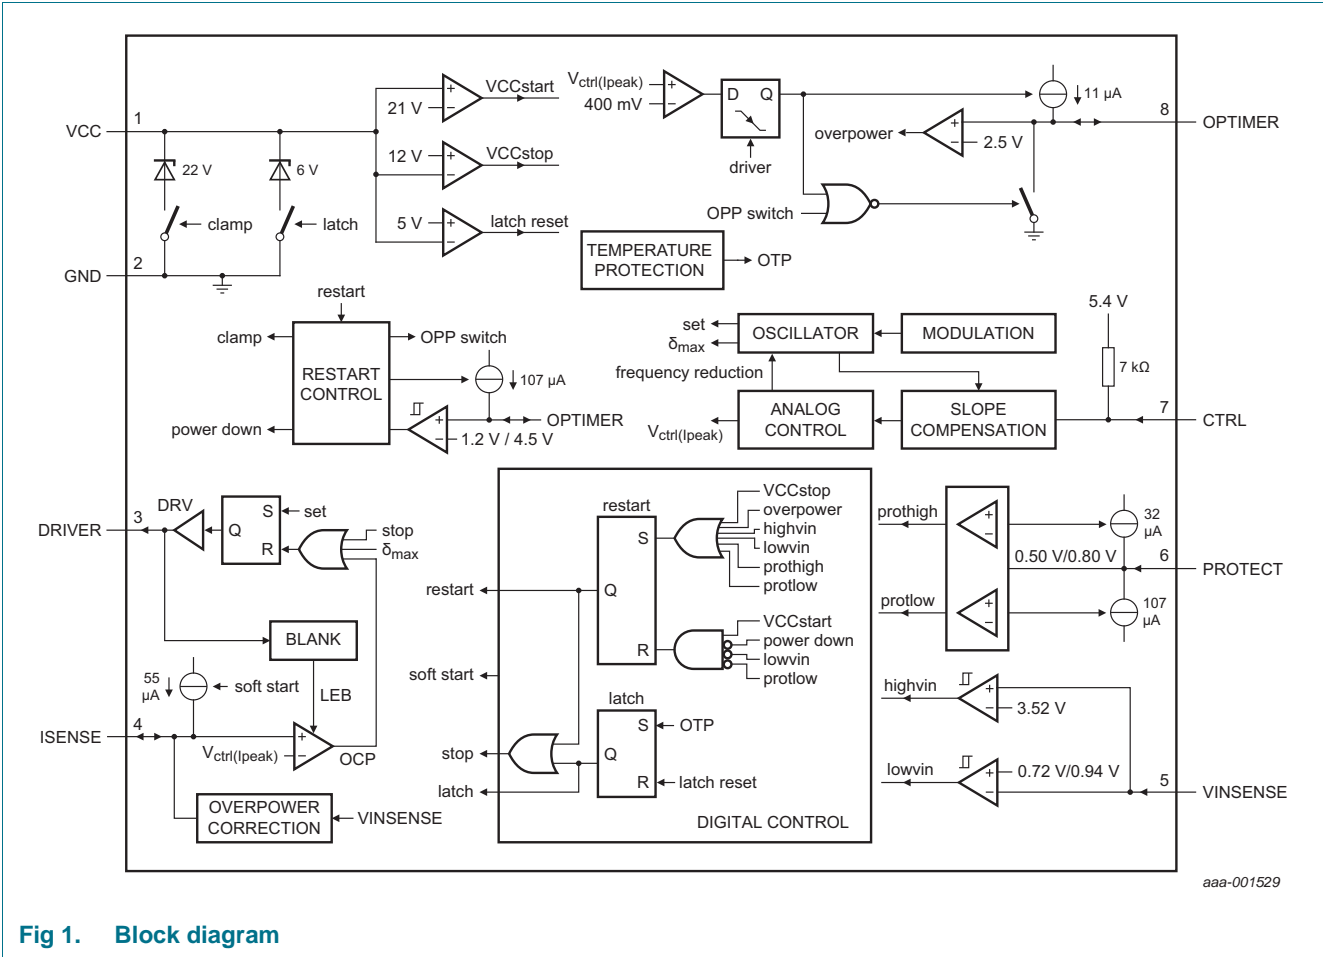 VCC
1
22 V
6 V
clamp
latch
GND
2
+
21 V
−
VCCstart
12 V
+
−
VCCstop
5 V
+
−
latch reset
Vctrl(Ipeak)
+
400 mV
−
D Q
driver
11 µA
8
OPTIMER
overpower
+
−
2.5 V
OPP switch
TEMPERATURE
PROTECTION
OTP
restart
clamp
OPP switch
RESTART
CONTROL
107 µA
power down
+
OPTIMER
−
1.2 V / 4.5 V
set
δmax
OSCILLATOR
MODULATION
frequency reduction
5.4 V
7 kΩ
Vctrl(Ipeak)
ANALOG
CONTROL
SLOPE
COMPENSATION
7
CTRL
DRIVER
3
DRV
Q
S
R
set
stop
δmax
BLANK
LEB
55
µA
soft start
ISENSE
4
Vctrl(Ipeak)
+
−
OCP
OVERPOWER
CORRECTION
VINSENSE
restart
S
Q
R
VCCstop
overpower
highvin
lowvin
prothigh
protlow
VCCstart
power down
lowvin
protlow
restart
soft start
stop
latch
latch
S
Q
R
OTP
latch reset
DIGITAL CONTROL
prothigh
+
−
32
µA
0.50 V/0.80 V
6
PROTECT
protlow
+
−
107
µA
highvin
+
−
3.52 V
lowvin
+
−
0.72 V/0.94 V
5
VINSENSE
aaa-001529
Fig 1. Block diagram